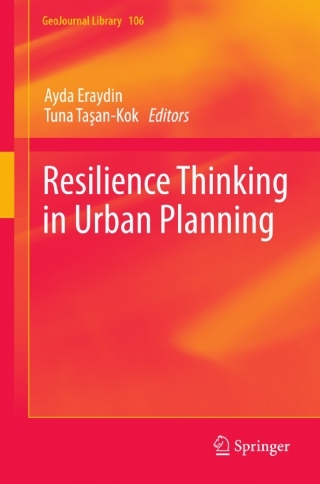 GeoJournal Library 106
Ayda Eraydin
Tuna Taşan-Kok Editors
Resilience Thinking
in Urban Planning
Springer